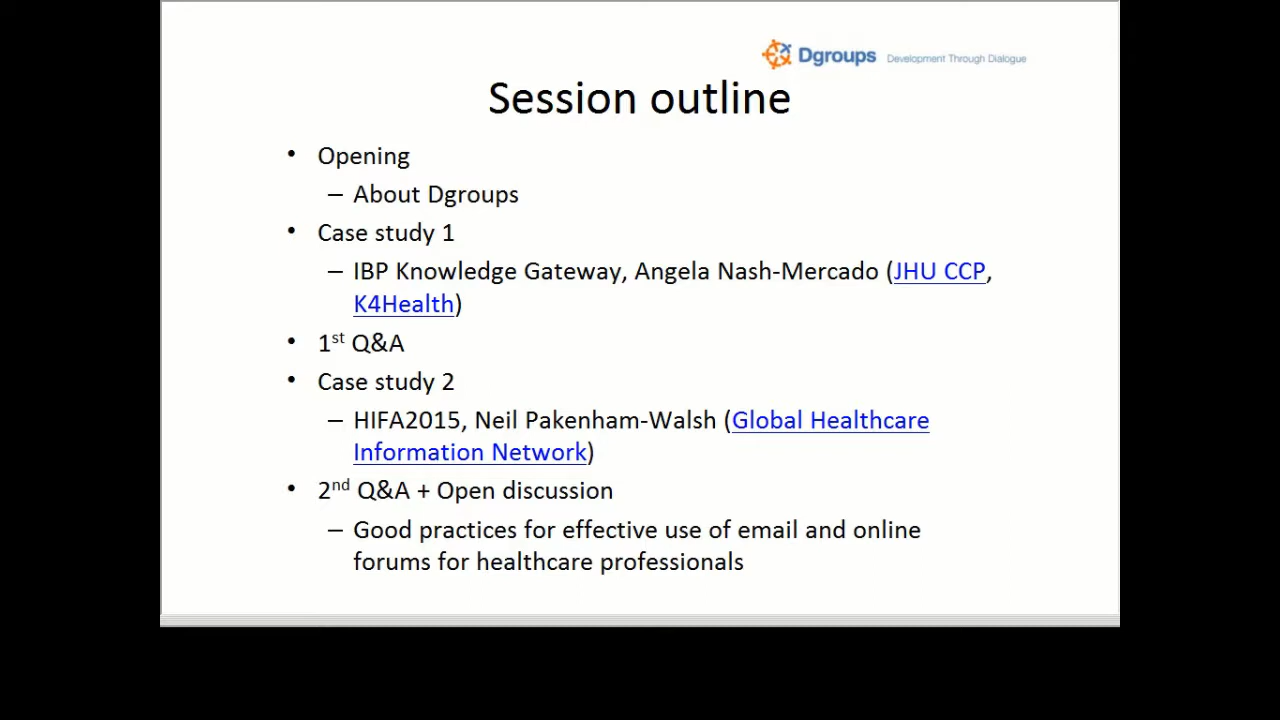 Dgroups Development Through Dialogue
Session outline
• Opening
– About Dgroups
• Case study 1
– IBP Knowledge Gateway, Angela Nash-Mercado (JHU CCP,
K4Health)
• 1st Q&A
• Case study 2
– HIFA2015, Neil Pakenham-Walsh (Global Healthcare
Information Network)
• 2nd Q&A + Open discussion
– Good practices for effective use of email and online
forums for healthcare professionals